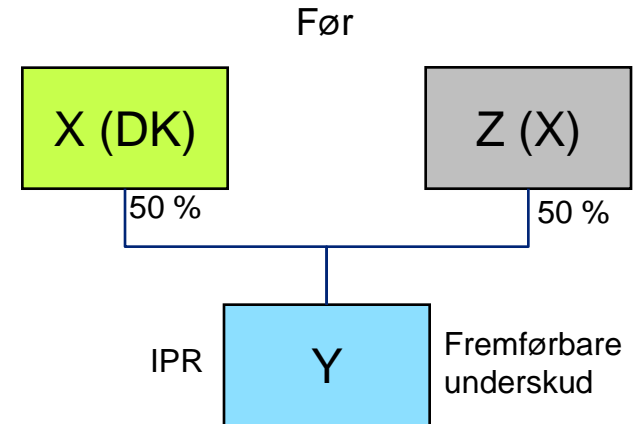 Før
X (DK)
Z (X)
50 %
50 %
IPR
Y
Fremførbare
underskud